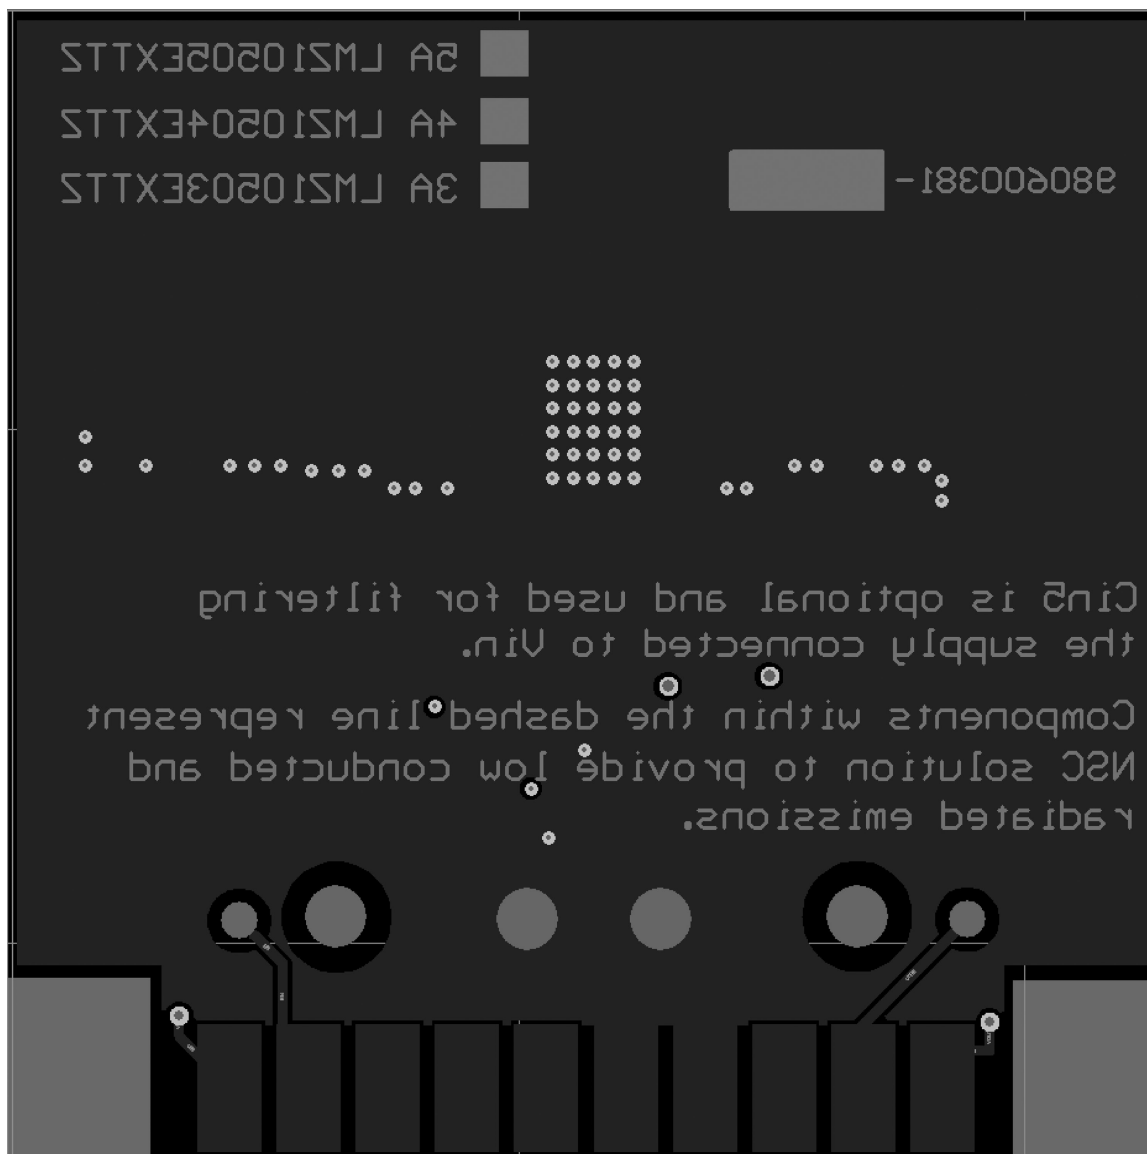 5A LMZ10505EXTTZ
4A LMZ10504EXTTZ
3A LMZ10503EXTTZ
980600381-
Cin5 is optional and used for filtering
the supply connected to Vin.
Components within the dashed line represent
NSC solution to provide low conducted and
radiated emissions.